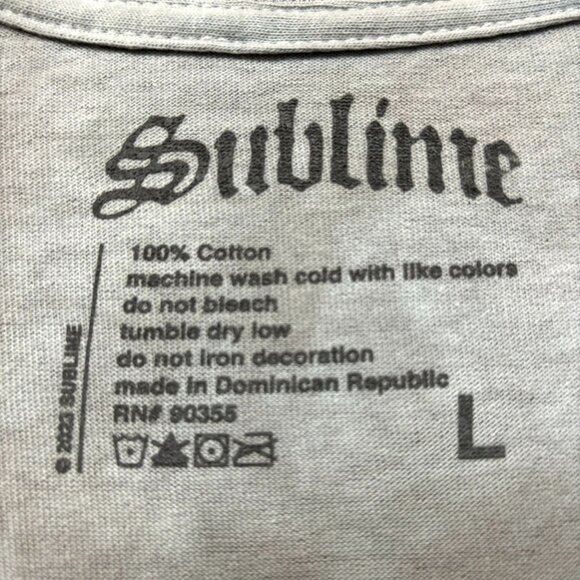 Sublime
100% Cotton
machine wash cold with like colors
do not bleach
tumble dry low
do not iron decoration
made in Dominican Republic
RN# 90355
L
© 2023 SUBLIME